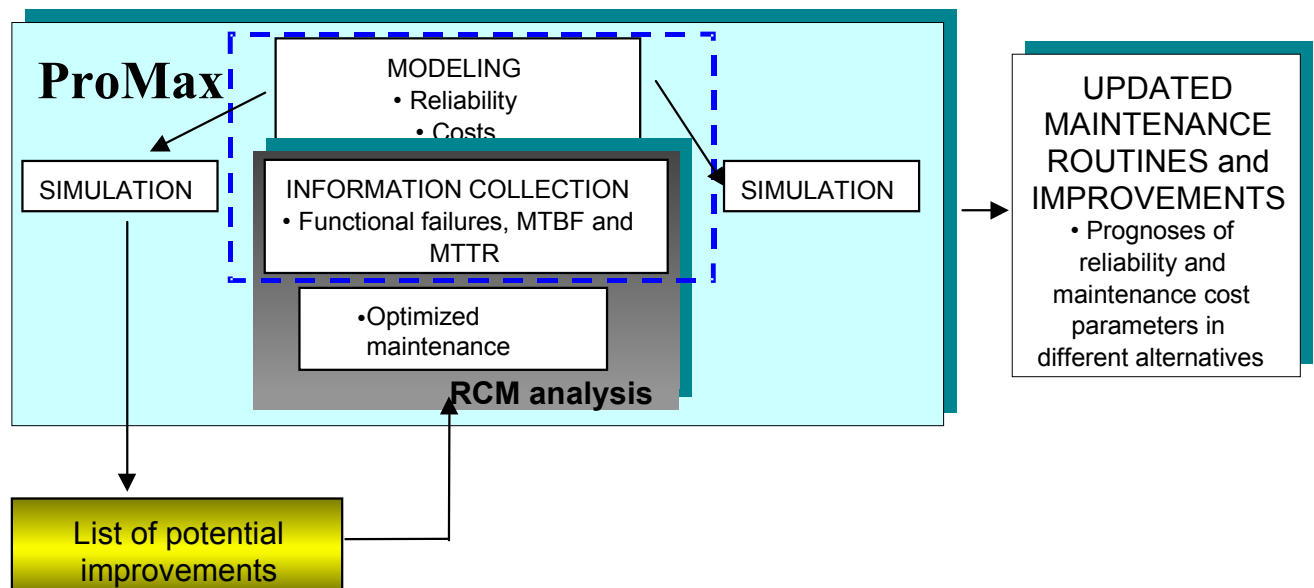 ProMax
MODELING
• Reliability
• Costs
SIMULATION
INFORMATION COLLECTION
• Functional failures, MTBF and
MTTR
SIMULATION
•Optimized
maintenance
RCM analysis
UPDATED
MAINTENANCE
ROUTINES and
IMPROVEMENTS
• Prognoses of
reliability and
maintenance cost
parameters in
different alternatives
List of potential
improvements